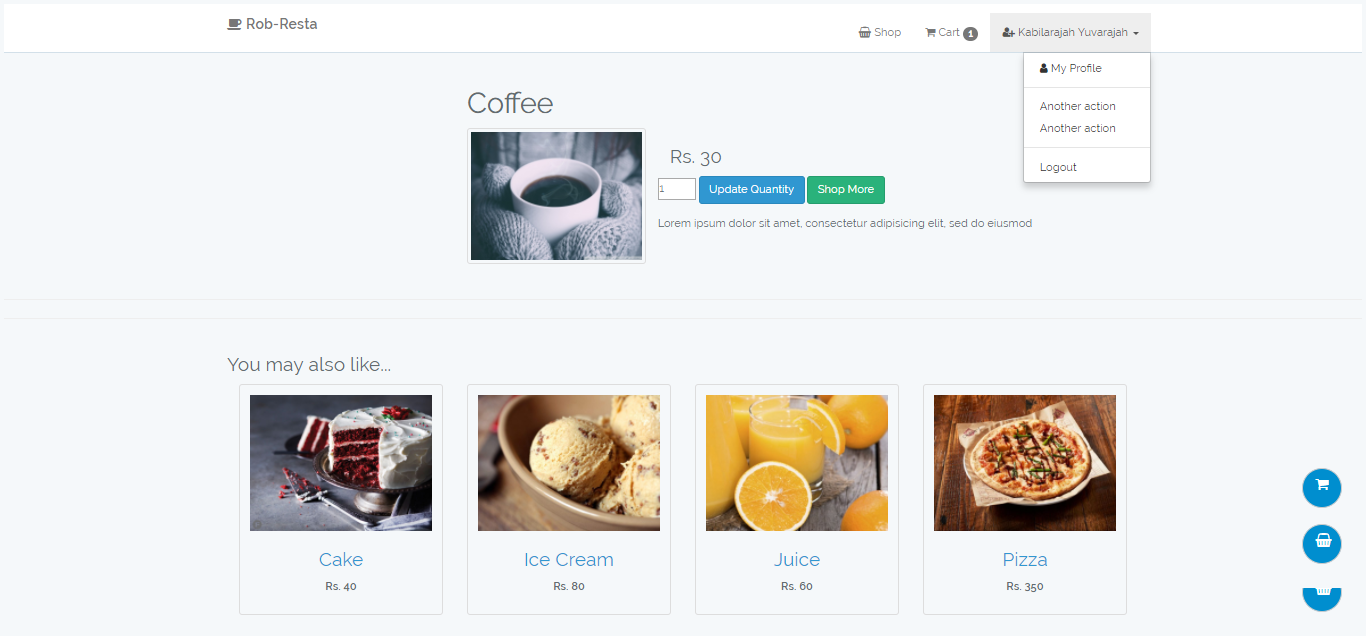 Rob-Resta
Shop
Cart 1
Kabilarajah Yuvarajah
My Profile
Another action
Another action
Logout
Coffee
Rs. 30
1
Update Quantity
Shop More
Lorem ipsum dolor sit amet, consectetur adipisicing elit, sed do eiusmod
You may also like...
Cake
Rs. 40
Ice Cream
Rs. 80
Juice
Rs. 60
Pizza
Rs. 350